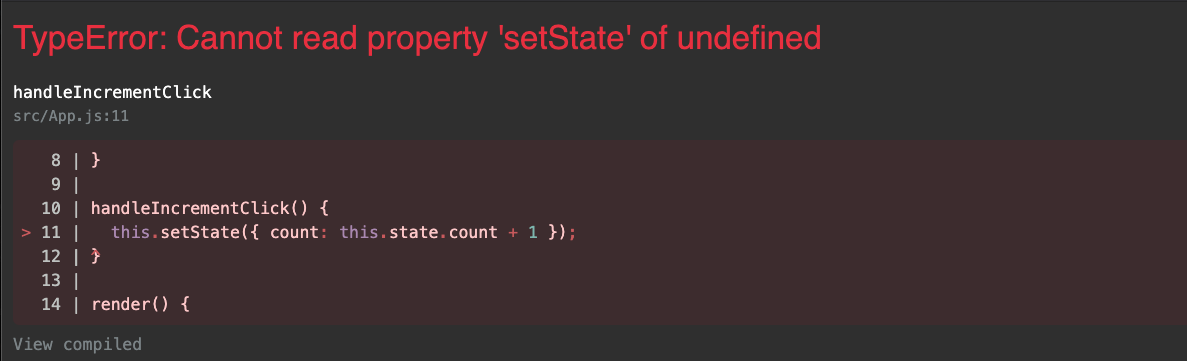 TypeError: Cannot read property 'setState' of undefined
handleIncrementClick
src/App.js:11
8 | }
9 |
10 | handleIncrementClick() {
> 11 |   this.setState({ count: this.state.count + 1 });
12 | }
13 |
14 | render() {
View compiled